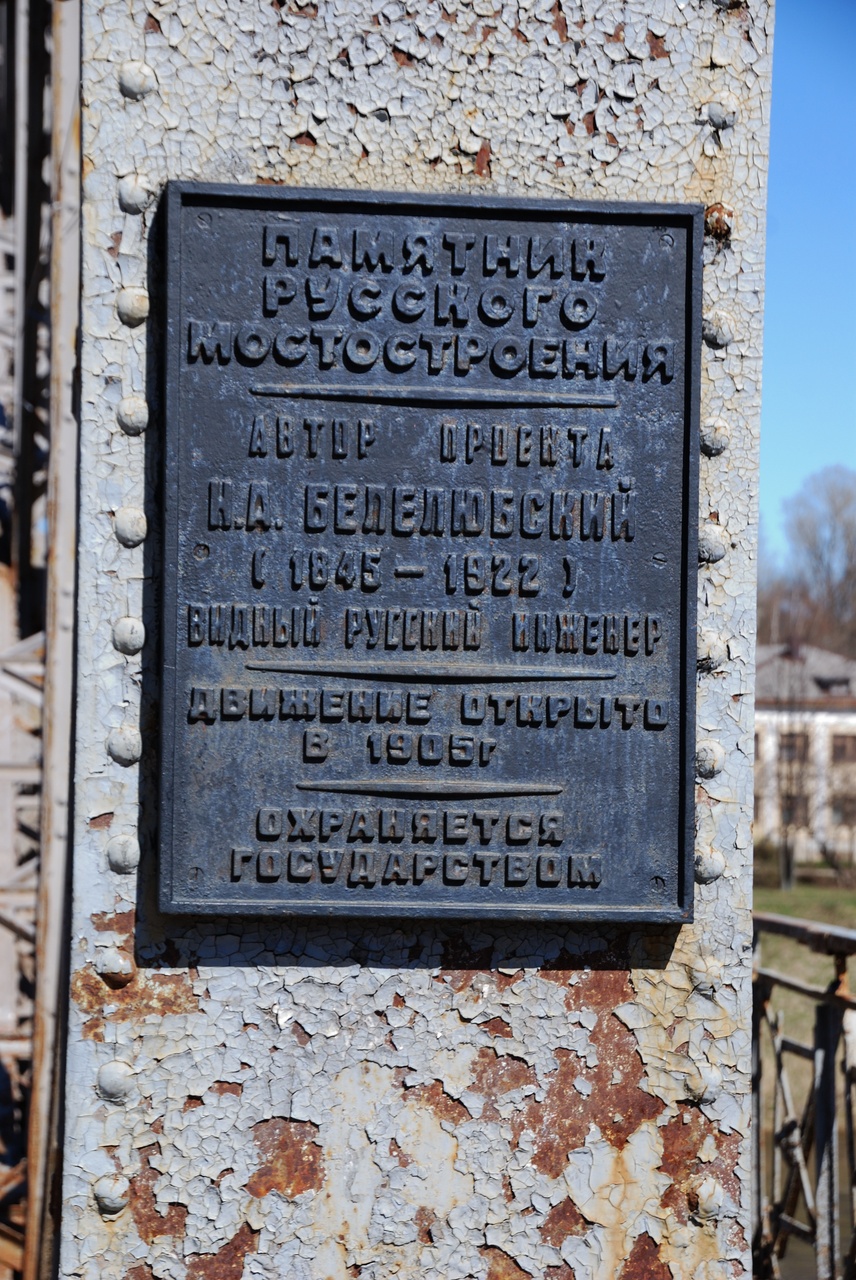 ПАМЯТНИК
РУССКОГО
МОСТОСТРОЕНИЯ
АВТОР ПРОЕКТА
Н.А. БЕЛЕЛЮБСКИЙ
( 1845 — 1922 )
ВИДНЫЙ РУССКИЙ ИНЖЕНЕР
ДВИЖЕНИЕ ОТКРЫТО
В 1905г
ОХРАНЯЕТСЯ
ГОСУДАРСТВОМ